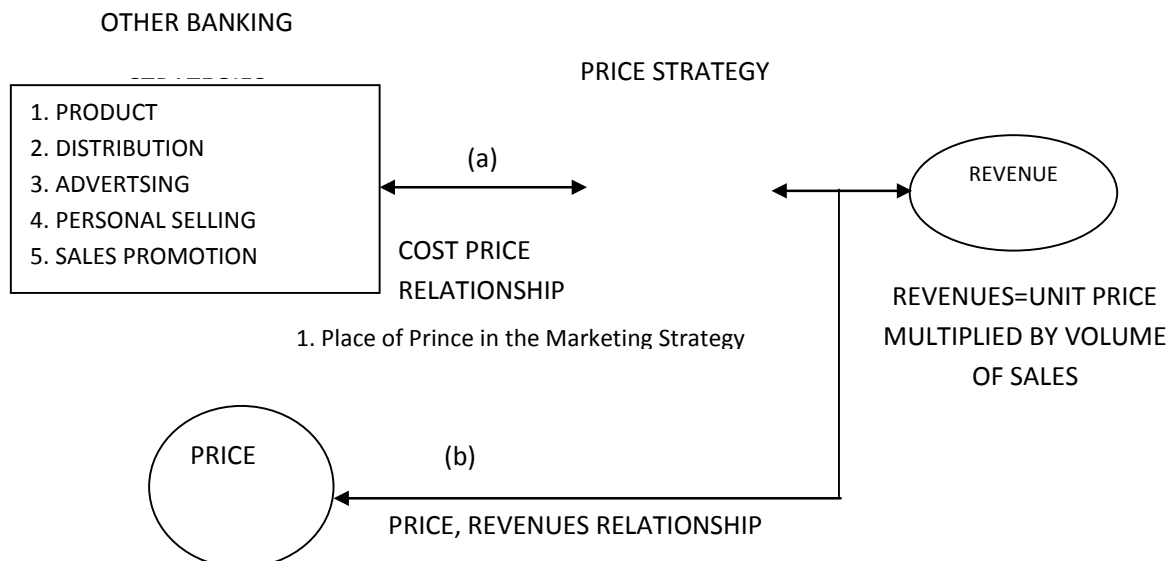 OTHER BANKING
STRATEGIES
PRICE STRATEGY
1. PRODUCT
2. DISTRIBUTION
3. ADVERTSING
4. PERSONAL SELLING
5. SALES PROMOTION
(a)
COST PRICE
RELATIONSHIP
REVENUE
REVENUES=UNIT PRICE
MULTIPLIED BY VOLUME
OF SALES
1. Place of Prince in the Marketing Strategy
PRICE
(b)
PRICE, REVENUES RELATIONSHIP